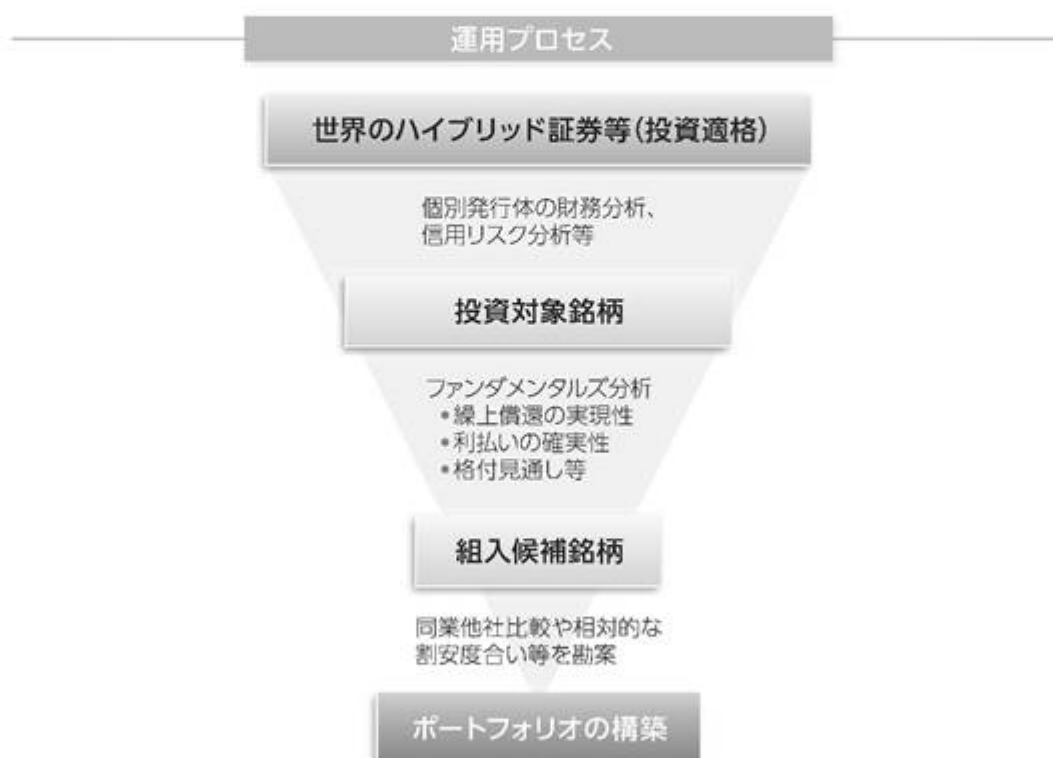 運用プロセス
世界のハイブリッド証券等（投資適格）
個別発行体の財務分析、
信用リスク分析等
投資対象銘柄
ファンダメンタルズ分析
•繰上償還の実現性
•利払いの確実性
•格付見通し等
組入候補銘柄
同業他社比較や相対的な
割安度合い等を勘案
ポートフォリオの構築